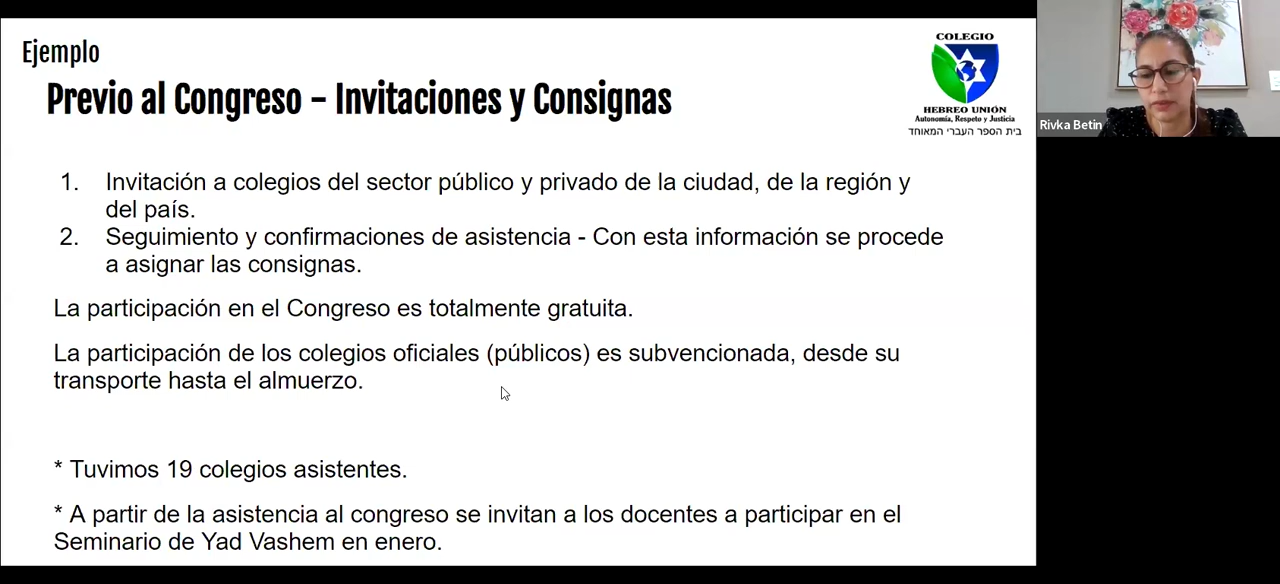 Ejemplo
Previo al Congreso - Invitaciones y Consignas
COLEGIO
HEBREO UNIÓN
Autonomía, Respeto y Justicia
בית הספר העברי המאוחד
Rivka Betin
1. Invitación a colegios del sector público y privado de la ciudad, de la región y
del país.
2. Seguimiento y confirmaciones de asistencia - Con esta información se procede
a asignar las consignas.
La participación en el Congreso es totalmente gratuita.
La participación de los colegios oficiales (públicos) es subvencionada, desde su
transporte hasta el almuerzo.
* Tuvimos 19 colegios asistentes.
* A partir de la asistencia al congreso se invitan a los docentes a participar en el
Seminario de Yad Vashem en enero.